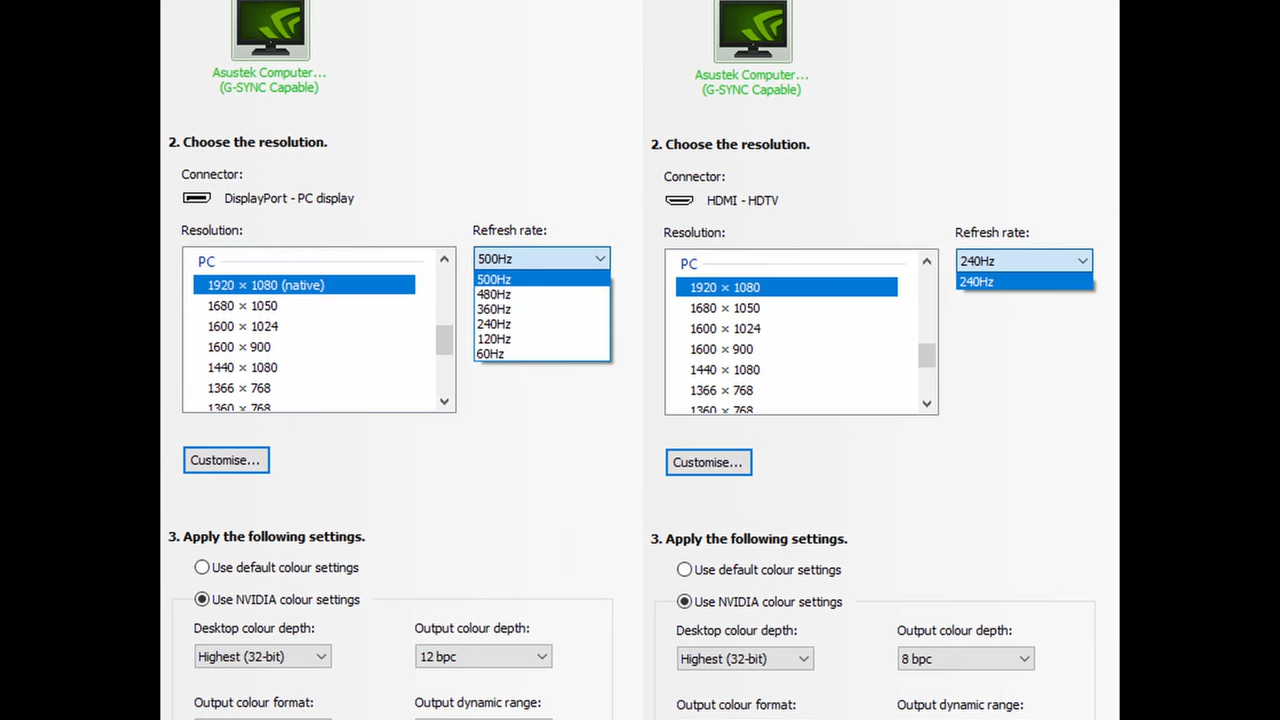 Asustek Computer...
(G-SYNC Capable)
2. Choose the resolution.
Connector:
DisplayPort - PC display
Resolution:
Refresh rate:
PC
500Hz
1920 × 1080 (native)
500Hz
1680 × 1050
480Hz
1600 × 1024
360Hz
1600 × 900
240Hz
1440 × 1080
120Hz
1366 × 768
60Hz
1360 × 768
Customise...
3. Apply the following settings.
Use default colour settings
Use NVIDIA colour settings
Desktop colour depth:
Output colour depth:
Highest (32-bit)
12 bpc
Output colour format:
Output dynamic range:
Asustek Computer...
(G-SYNC Capable)
2. Choose the resolution.
Connector:
HDMI - HDTV
Resolution:
Refresh rate:
PC
240Hz
1920 × 1080
240Hz
1680 × 1050
1600 × 1024
1600 × 900
1440 × 1080
1366 × 768
1360 × 768
Customise...
3. Apply the following settings.
Use default colour settings
Use NVIDIA colour settings
Desktop colour depth:
Output colour depth:
Highest (32-bit)
8 bpc
Output colour format:
Output dynamic range: